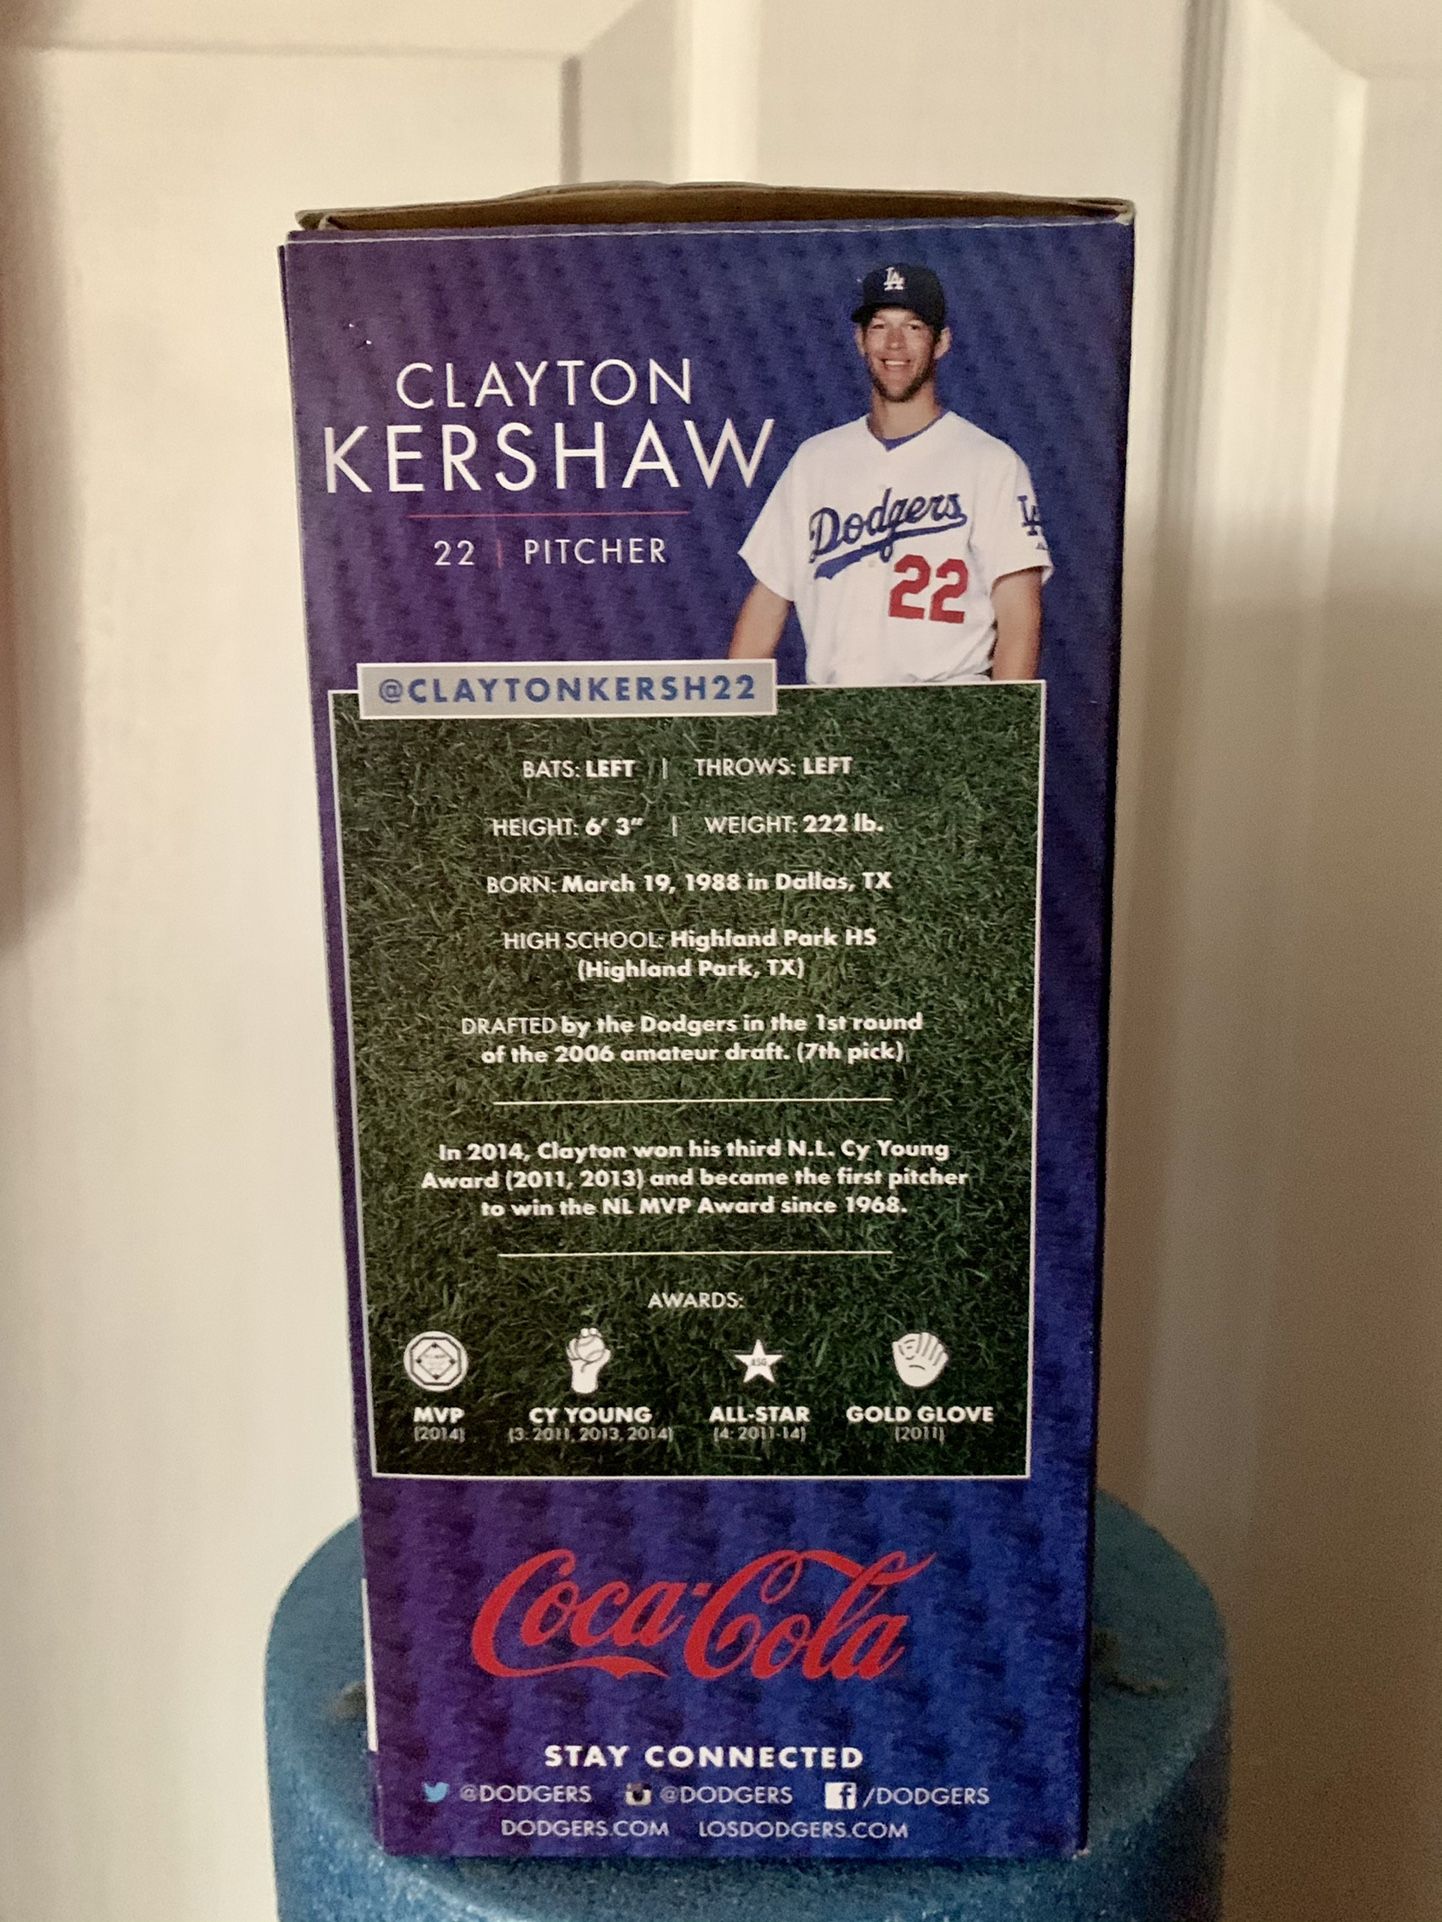 LA
CLAYTON
KERSHAW
22 | PITCHER
Dodgers
22
LA
@CLAYTONKERSH22
BATS: LEFT | THROWS: LEFT
HEIGHT: 6' 3" | WEIGHT: 222 lb.
BORN: March 19, 1988 in Dallas, TX
HIGH SCHOOL: Highland Park HS
(Highland Park, TX)
DRAFTED by the Dodgers in the 1st round
of the 2006 amateur draft. (7th pick)
In 2014, Clayton won his third N.L. Cy Young
Award (2011, 2013) and became the first pitcher
to win the NL MVP Award since 1968.
AWARDS:
ASG
MVP CY YOUNG ALL-STAR GOLD GLOVE
(2014) (3: 2011, 2013, 2014) (4: 2011-14) (2011)
Coca-Cola
STAY CONNECTED
@DODGERS @DODGERS f /DODGERS
DODGERS.COM LOSDODGERS.COM